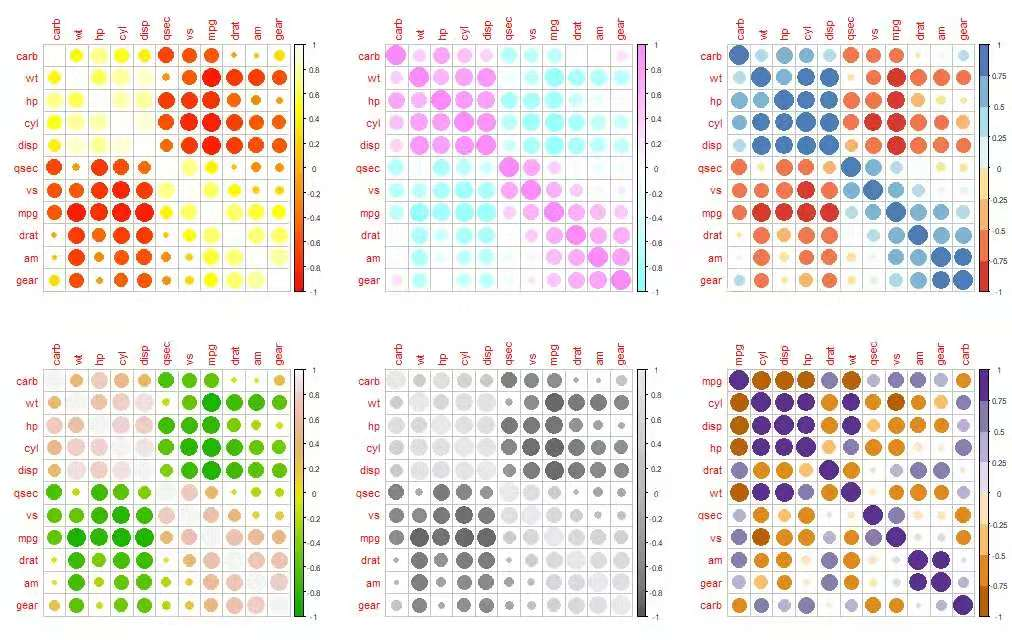 carb wt hp cyl disp qsec vs mpg drat am gear
carb
wt
hp
cyl
disp
qsec
vs
mpg
drat
am
gear
1
0.8
0.6
0.4
0.2
0
-0.2
-0.4
-0.6
-0.8
-1
carb wt hp cyl disp qsec vs mpg drat am gear
carb
wt
hp
cyl
disp
qsec
vs
mpg
drat
am
gear
1
0.8
0.6
0.4
0.2
0
-0.2
-0.4
-0.6
-0.8
-1
carb wt hp cyl disp qsec vs mpg drat am gear
carb
wt
hp
cyl
disp
qsec
vs
mpg
drat
am
gear
1
0.75
0.5
0.25
0
-0.25
-0.5
-0.75
-1
carb wt hp cyl disp qsec vs mpg drat am gear
carb
wt
hp
cyl
disp
qsec
vs
mpg
drat
am
gear
1
0.8
0.6
0.4
0.2
0
-0.2
-0.4
-0.6
-0.8
-1
carb wt hp cyl disp qsec vs mpg drat am gear
carb
wt
hp
cyl
disp
qsec
vs
mpg
drat
am
gear
1
0.8
0.6
0.4
0.2
0
-0.2
-0.4
-0.6
-0.8
-1
mpg cyl disp hp drat wt qsec vs am gear carb
mpg
cyl
disp
hp
drat
wt
qsec
vs
am
gear
carb
1
0.75
0.5
0.25
0
-0.25
-0.5
-0.75
-1